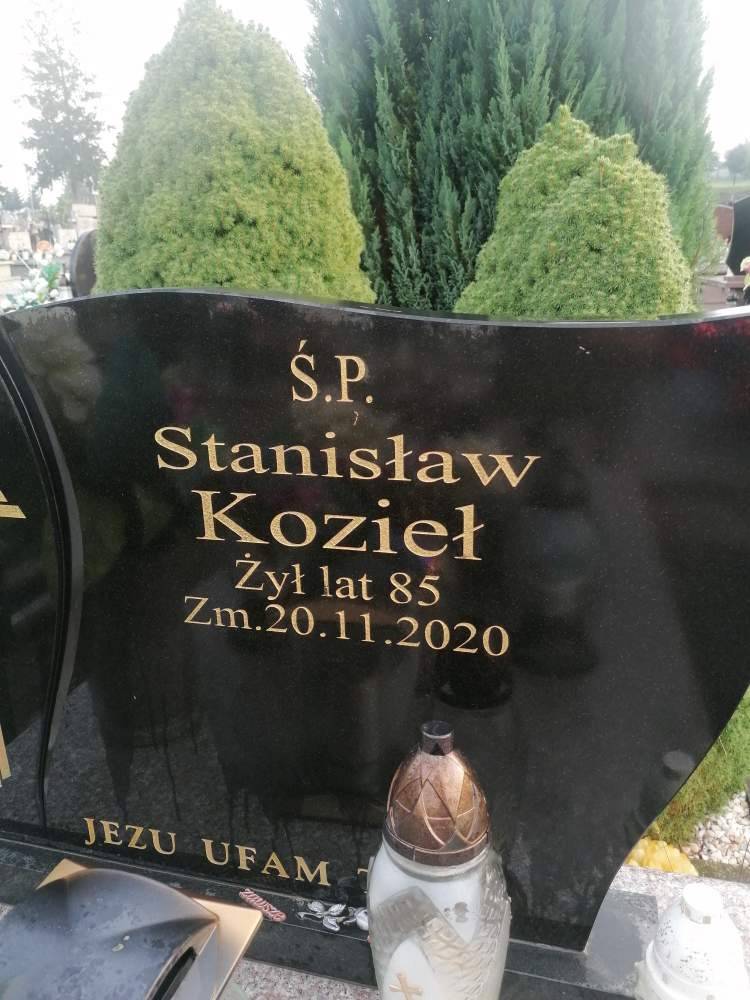 Ś.P.
Stanisław
Kozieł
Żył lat 85
Zm.20.11.2020
JEZU UFAM